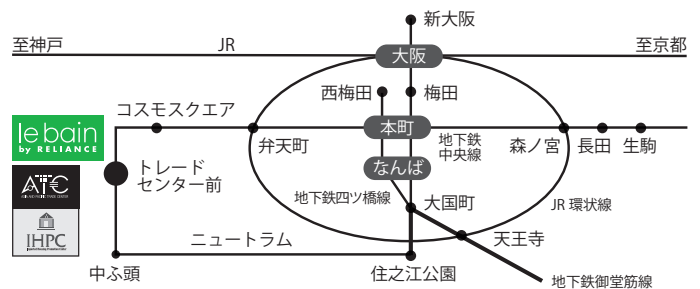 新大阪
至神戸
JR
大阪
至京都
西梅田
梅田
コスモスクエア
本町
地下鉄
中央線
弁天町
森ノ宮
長田
生駒
le bain
by RELIANCE
トレード
センター前
なんば
ATC
地下鉄四ツ橋線
大国町
JR 環状線
IHPC
ニュートラム
天王寺
中ふ頭
住之江公園
地下鉄御堂筋線